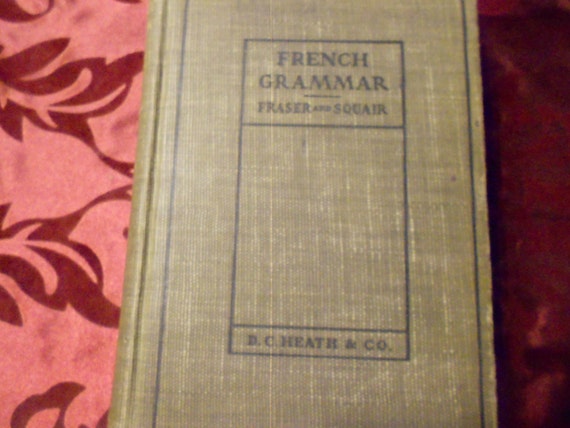 FRENCH
GRAMMAR
FRASER AND SQUAIR
D. C. HEATH & CO.